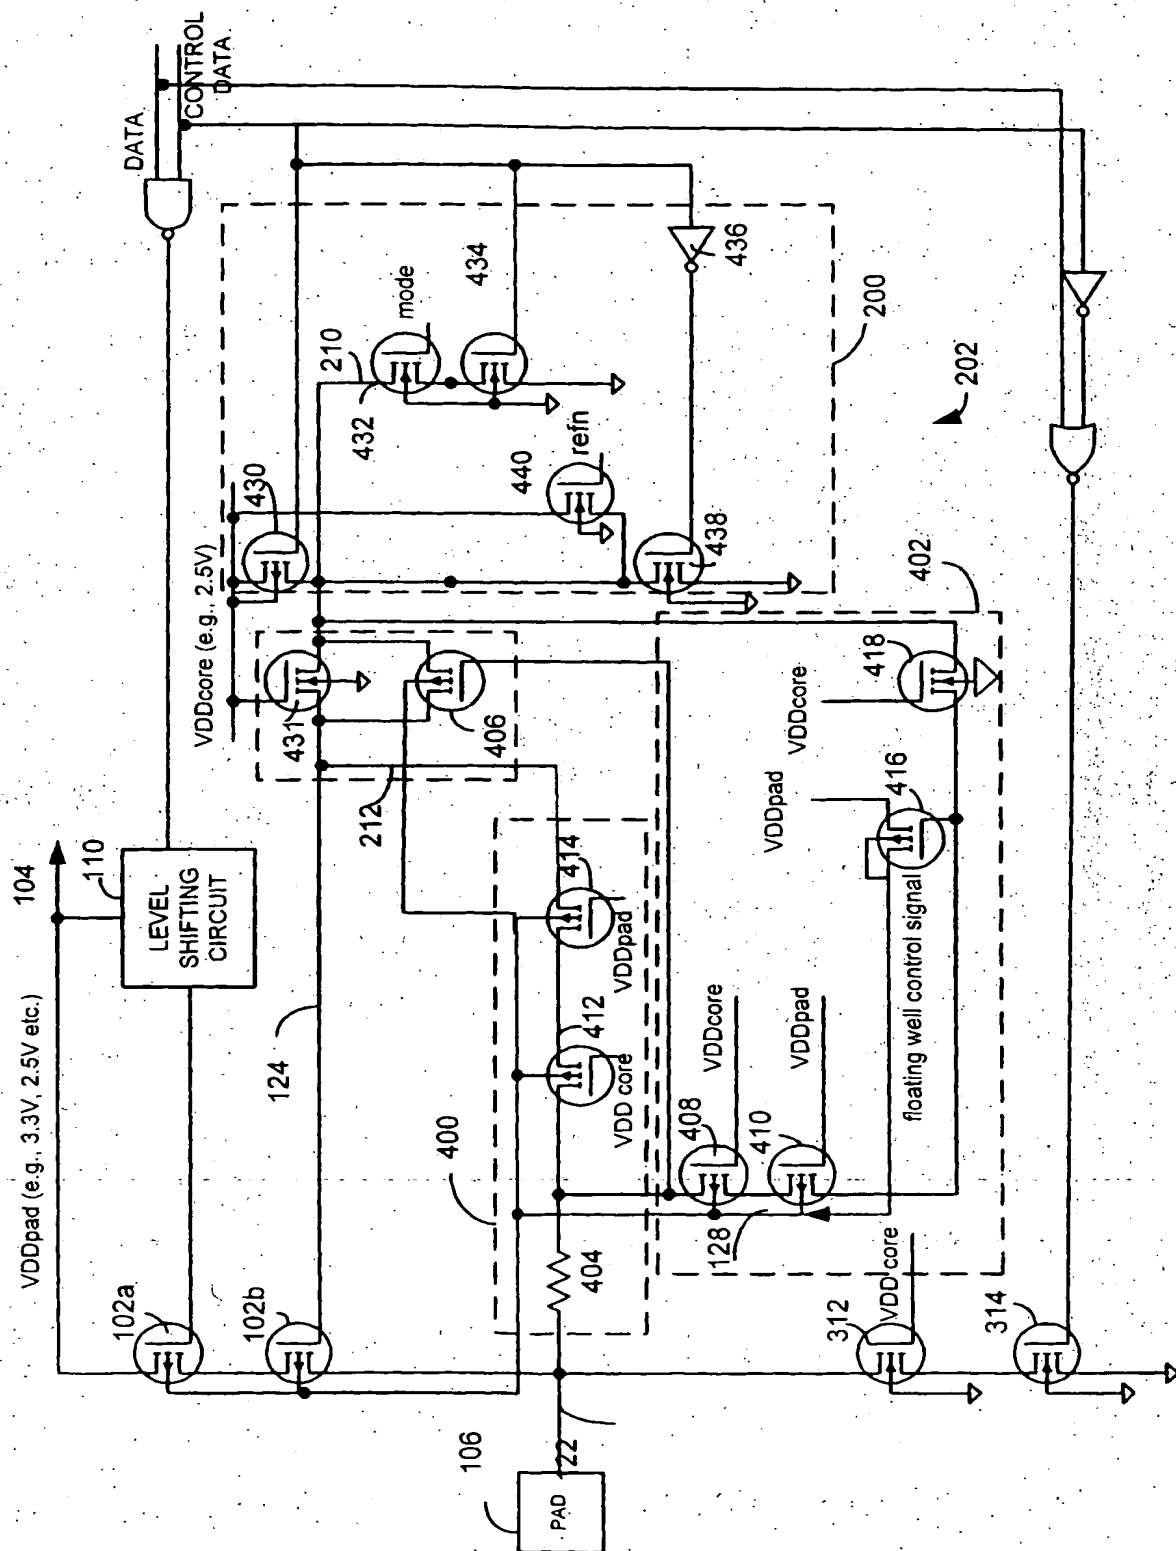 DATA
CONTROL
DATA
104
110
LEVEL
SHIFTING
CIRCUIT
VDDpad (e.g., 3.3V, 2.5V etc.)
VDDcore (e.g., 2.5V)
430
432
210
mode
434
436
440
refn
438
200
202
431
406
212
124
102a
102b
400
414
VDDpad
412
VDD core
404
402
418
VDDcore
416
VDDpad
408
VDDcore
410
VDDpad
floating well control signal
128
312
VDD core
314
106
PAD
22